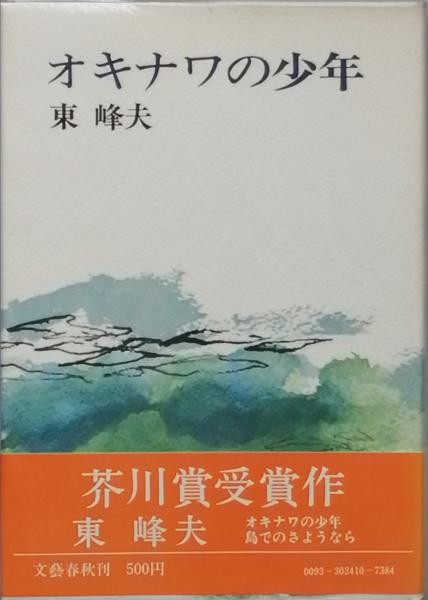 オキナワの少年
東 峰夫
芥川賞受賞作
東 峰夫
オキナワの少年
島でのさようなら
文藝春秋刊 500円
0093-302410-7384